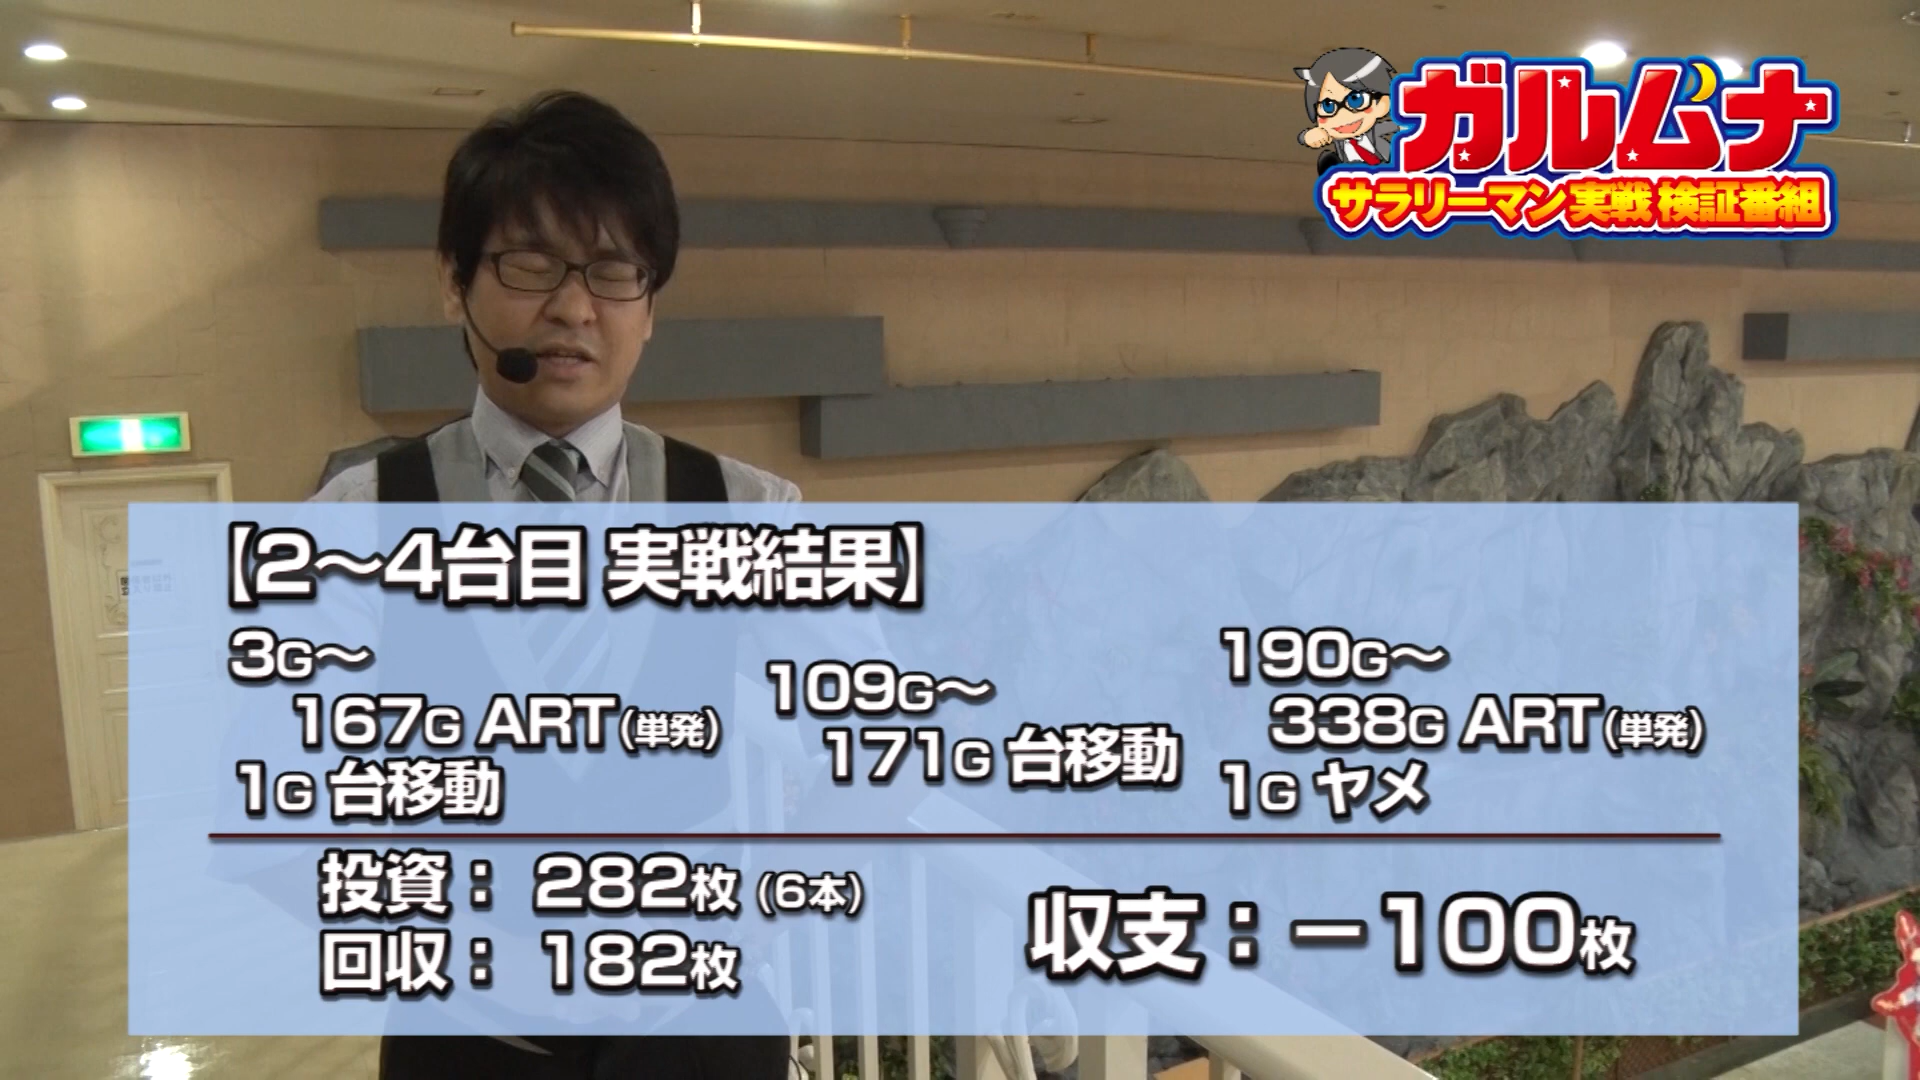 ガルムナ
サラリーマン実戦 検証番組
【2～4台目 実戦結果】
3G～
167G ART(単発)
1G 台移動
109G～
171G 台移動
190G～
338G ART(単発)
1G ヤメ
投資： 282枚 (6本)
回収： 182枚
収支：－100枚